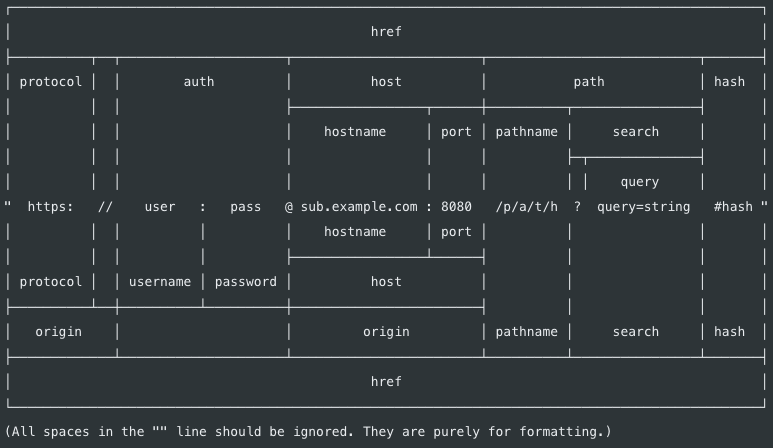 href
protocol auth host path hash
hostname port pathname search
query
" https: // user : pass @ sub.example.com : 8080 /p/a/t/h ? query=string #hash "
hostname port
protocol username password host
origin origin pathname search hash
href
(All spaces in the "" line should be ignored. They are purely for formatting.)